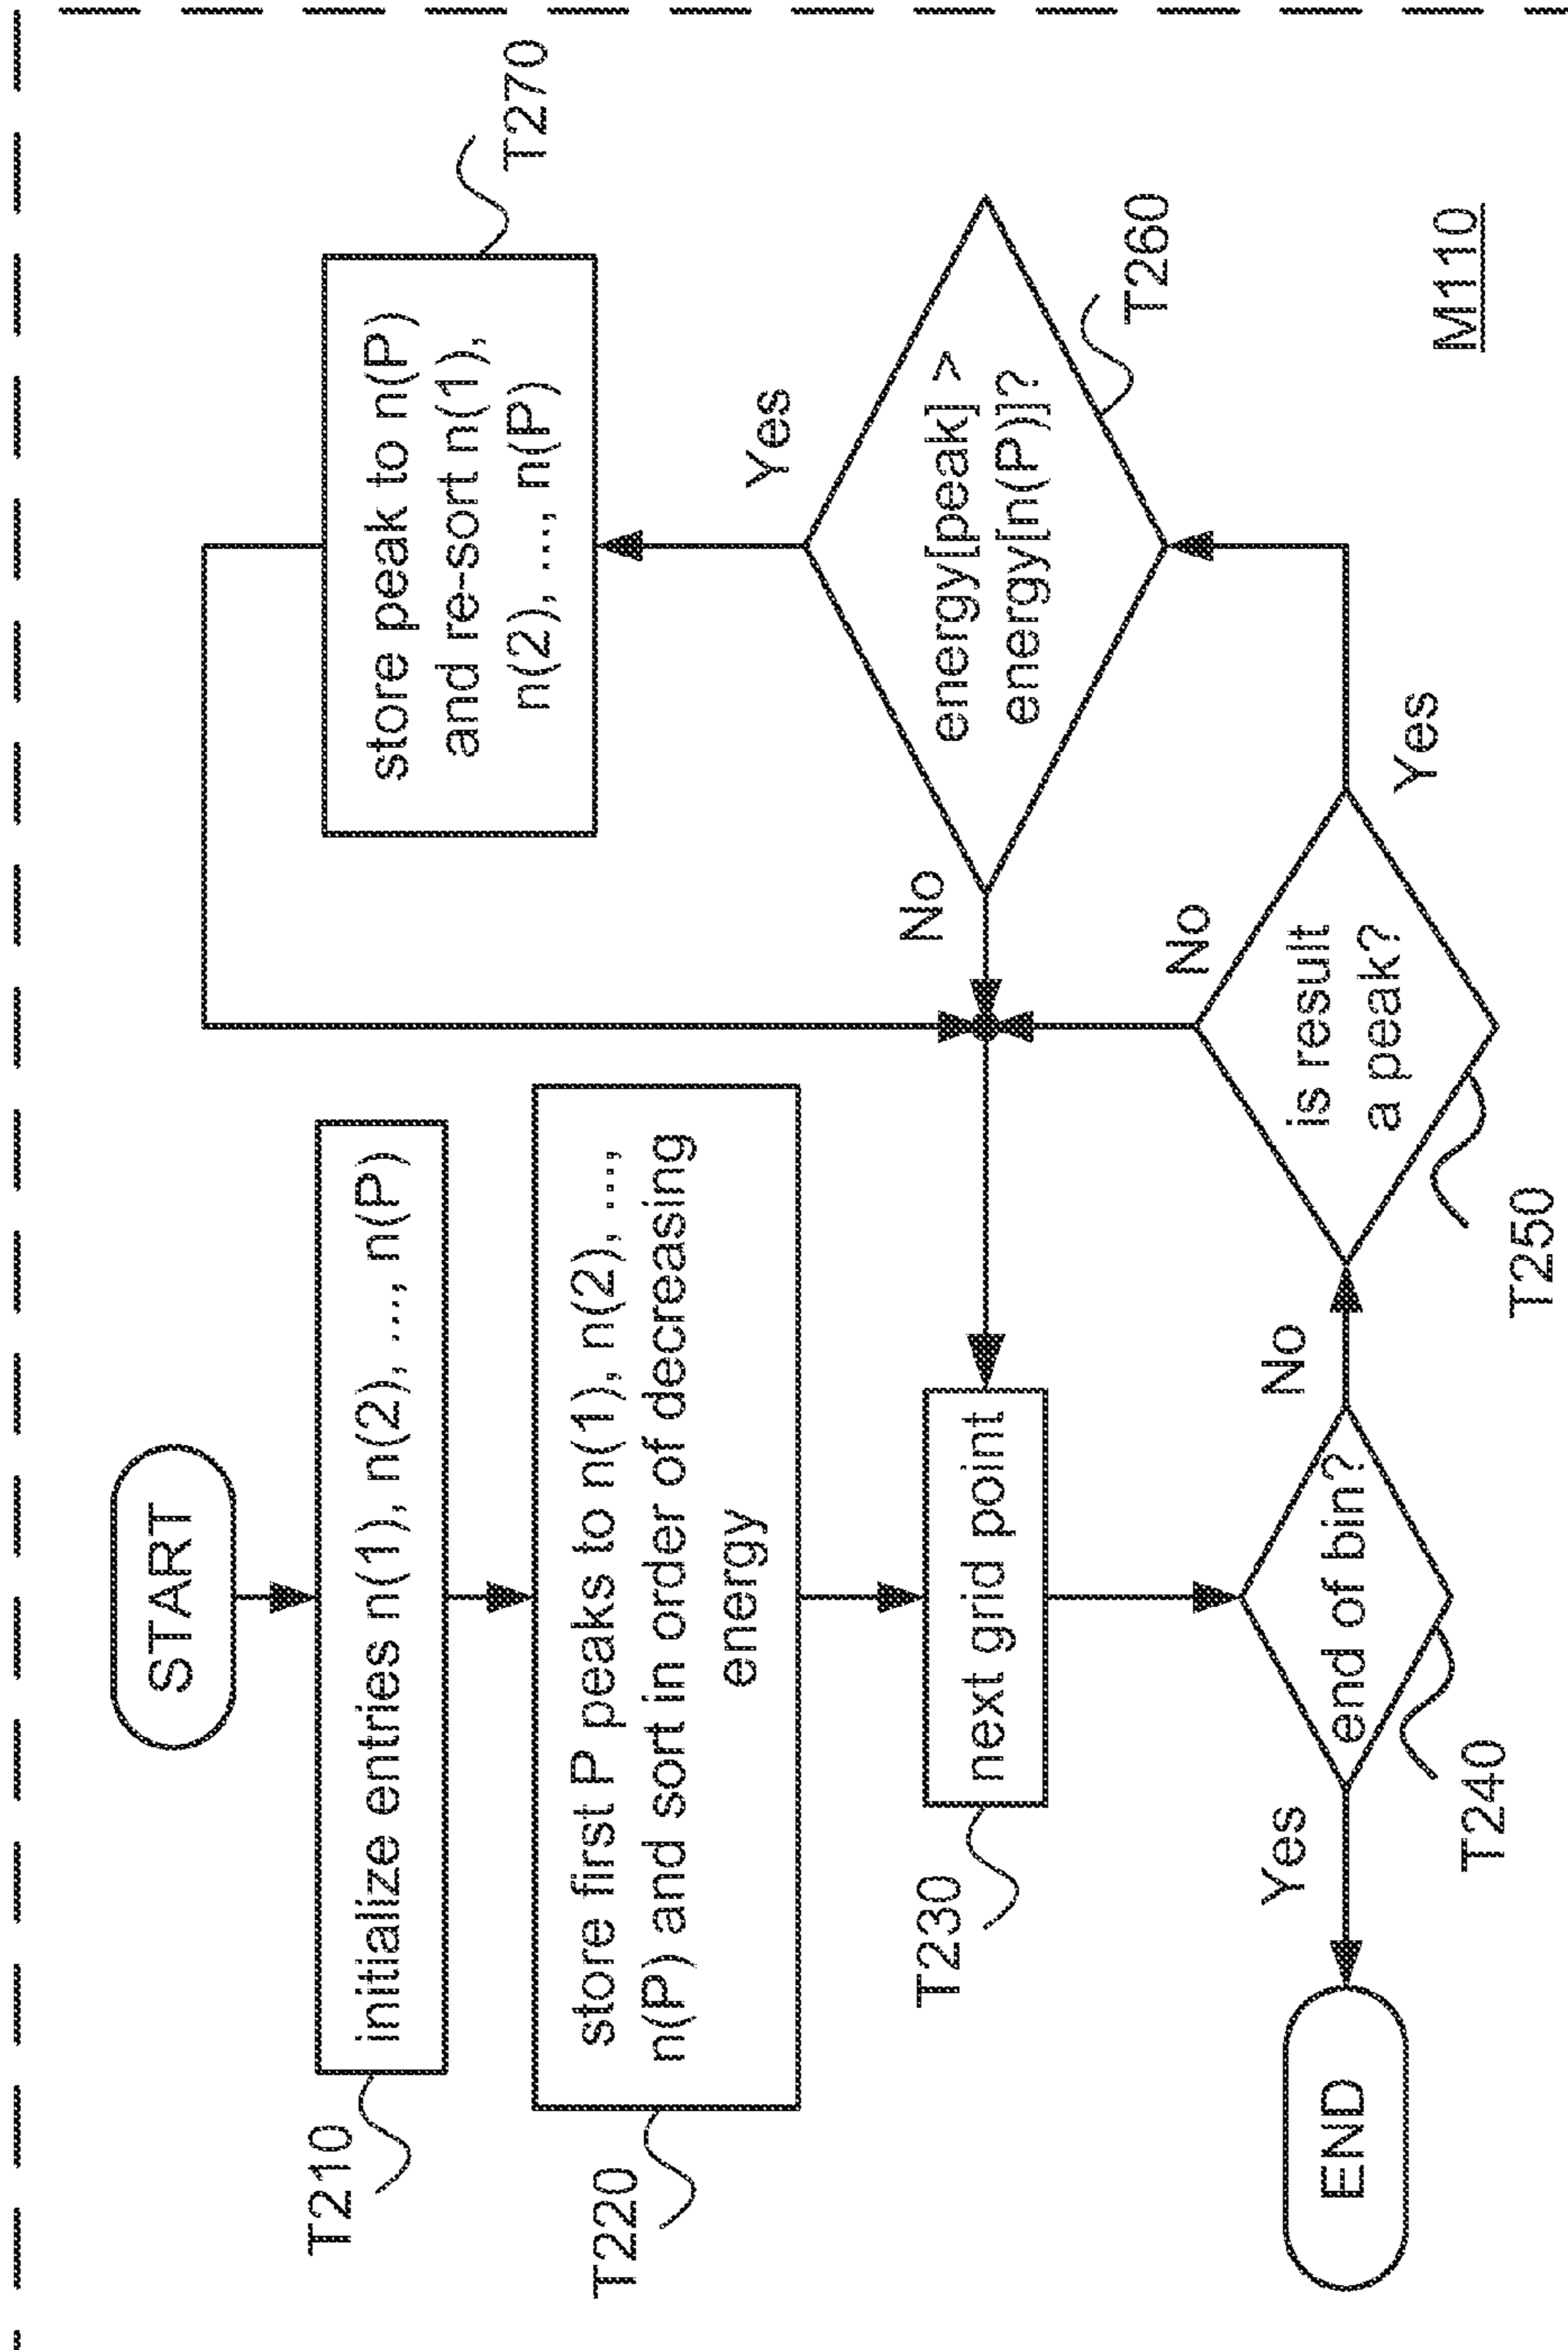 START
T210
initialize entries n(1), n(2), ..., n(P)
T220
store first P peaks to n(1), n(2), ...,
n(P) and sort in order of decreasing
energy
T230
next grid point
T240
end of bin?
Yes
END
No
T250
is result
a peak?
No
Yes
T260
energy[peak] >
energy[n(P)]?
No
Yes
T270
store peak to n(P)
and re-sort n(1),
n(2), ..., n(P)
M110